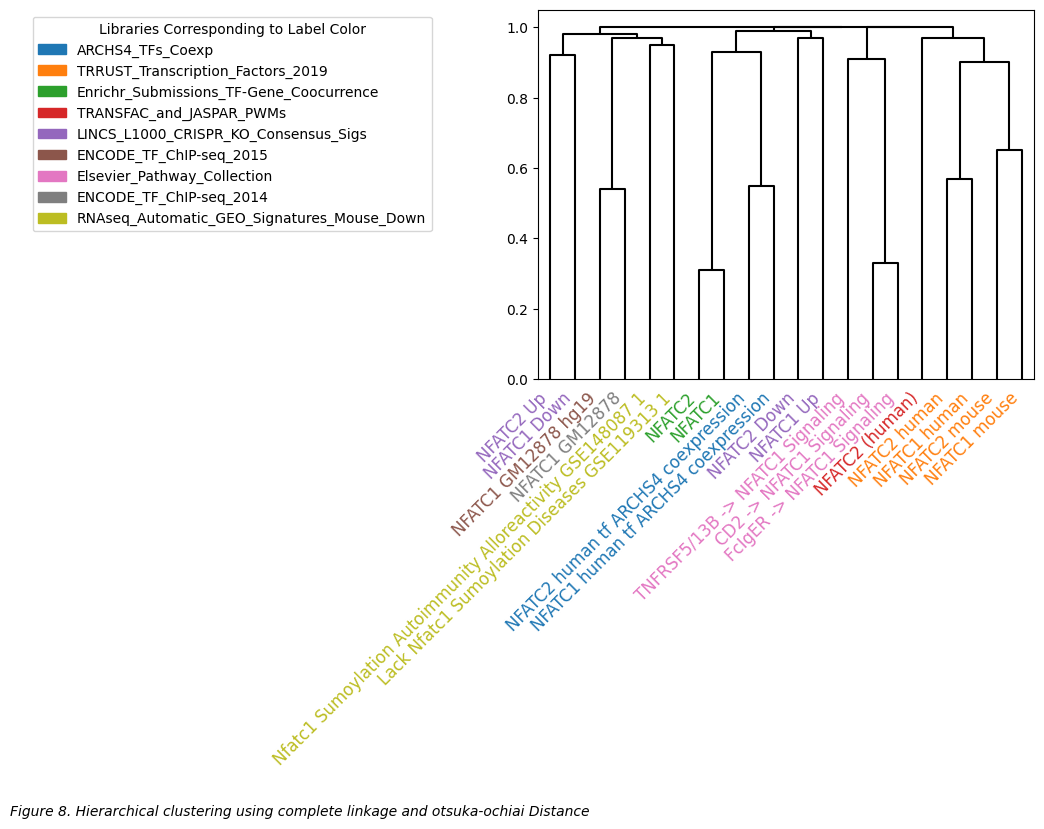 Libraries Corresponding to Label Color
ARCHS4_TFs_Coexp
TRRUST_Transcription_Factors_2019
Enrichr_Submissions_TF-Gene_Coocurrence
TRANSFAC_and_JASPAR_PWMs
LINCS_L1000_CRISPR_KO_Consensus_Sigs
ENCODE_TF_ChIP-seq_2015
Elsevier_Pathway_Collection
ENCODE_TF_ChIP-seq_2014
RNAseq_Automatic_GEO_Signatures_Mouse_Down
1.0
0.8
0.6
0.4
0.2
0.0
NFATC2 Up
NFATC1 Down
NFATC1 GM12878 hg19
NFATC1 GM12878
Nfatc1 Sumoylation Autoimmunity Alloreactivity GSE148087 1
Lack Nfatc1 Sumoylation Diseases GSE119313 1
NFATC2
NFATC1
NFATC2 human tf ARCHS4 coexpression
NFATC1 human tf ARCHS4 coexpression
NFATC2 Down
NFATC1 Up
TNFRSF5/13B -> NFATC1 Signaling
CD2 -> NFATC1 Signaling
FcIgER -> NFATC1 Signaling
NFATC2 (human)
NFATC2 human
NFATC1 human
NFATC2 mouse
NFATC1 mouse
Figure 8. Hierarchical clustering using complete linkage and otsuka-ochiai Distance